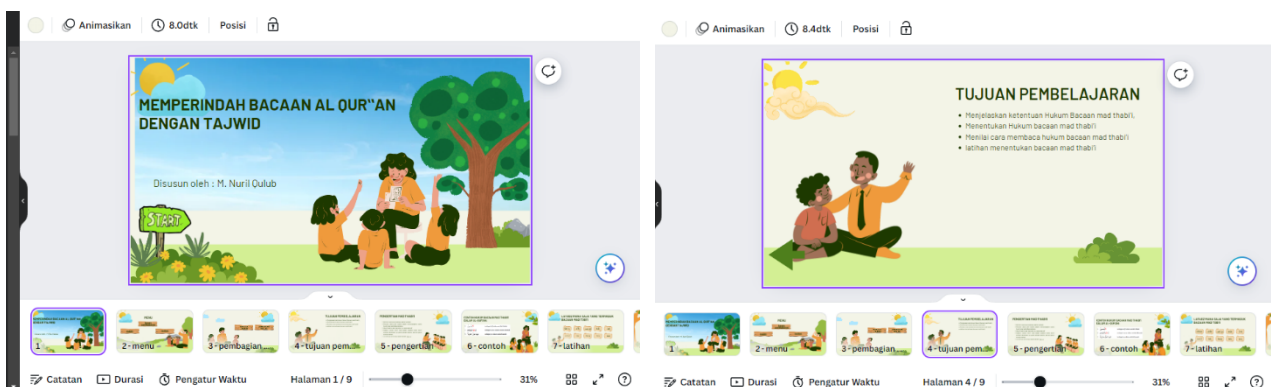 Animasikan 8.0dtk Posisi
MEMPERINDAH BACAAN AL QUR"AN
DENGAN TAJWID
Disusun oleh : M. Nuril Qulub
START
1
2 - menu
3 - pembagian...
4 - tujuan pem...
5 - pengertian
6 - contoh
7 - latihan
Catatan Durasi Pengatur Waktu Halaman 1 / 9 31%
Animasikan 8.4dtk Posisi
TUJUAN PEMBELAJARAN
Menjelaskan ketentuan Hukum Bacaan mad thabi'i,
Menentukan Hukum bacaan mad thabi'i
Menilai cara membaca hukum bacaan mad thabi'i
latihan menentukan bacaan mad thabi'i
1
2 - menu
3 - pembagian...
4 - tujuan pem...
5 - pengertian
6 - contoh
7 - latihan
Catatan Durasi Pengatur Waktu Halaman 4 / 9 31%